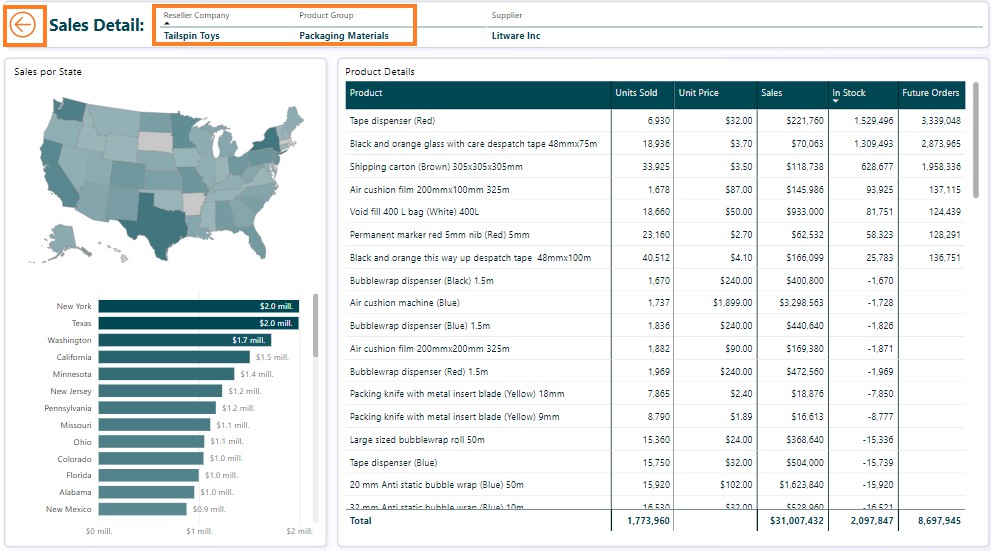 Sales Detail:
Reseller Company Product Group Supplier
Tailspin Toys Packaging Materials Litware Inc
Sales por State
New York $2.0 mill.
Texas $2.0 mill.
Washington $1.7 mill.
California $1.5 mill.
Minnesota $1.4 mill.
New Jersey $1.2 mill.
Pennsylvania $1.2 mill.
Missouri $1.1 mill.
Ohio $1.1 mill.
Colorado $1.0 mill.
Florida $1.0 mill.
Alabama $1.0 mill.
New Mexico $0.9 mill.
$0 mill. $1 mill. $2 mill.
Product Details
Product Units Sold Unit Price Sales In Stock Future Orders
Tape dispenser (Red) 6,930 $32.00 $221,760 1,529,496 3,339,048
Black and orange glass with care despatch tape 48mmx75m 18,936 $3.70 $70,063 1,309,493 2,873,965
Shipping carton (Brown) 305x305x305mm 33,925 $3.50 $118,738 628,677 1,958,336
Air cushion film 200mmx100mm 325m 1,678 $87.00 $145,986 93,925 137,115
Void fill 400 L bag (White) 400L 18,660 $50.00 $933,000 81,751 124,439
Permanent marker red 5mm nib (Red) 5mm 23,160 $2.70 $62,532 58,323 128,291
Black and orange this way up despatch tape 48mmx100m 40,512 $4.10 $166,099 25,783 136,751
Bubblewrap dispenser (Black) 1.5m 1,670 $240.00 $400,800 -1,670
Air cushion machine (Blue) 1,737 $1,899.00 $3,298,563 -1,728
Bubblewrap dispenser (Blue) 1.5m 1,836 $240.00 $440,640 -1,826
Air cushion film 200mmx200mm 325m 1,882 $90.00 $169,380 -1,871
Bubblewrap dispenser (Red) 1.5m 1,969 $240.00 $472,560 -1,969
Packing knife with metal insert blade (Yellow) 18mm 7,865 $2.40 $18,876 -7,850
Packing knife with metal insert blade (Yellow) 9mm 8,790 $1.89 $16,613 -8,777
Large sized bubblewrap roll 50m 15,360 $24.00 $368,640 -15,336
Tape dispenser (Blue) 15,750 $32.00 $504,000 -15,739
20 mm Anti static bubble wrap (Blue) 50m 15,920 $102.00 $1,623,840 -15,920
32 mm Anti static bubble wrap (Blue) 10m 16,530 $32.00 $528,960 -16,521
Total 1,773,960 $31,007,432 2,097,847 8,697,945